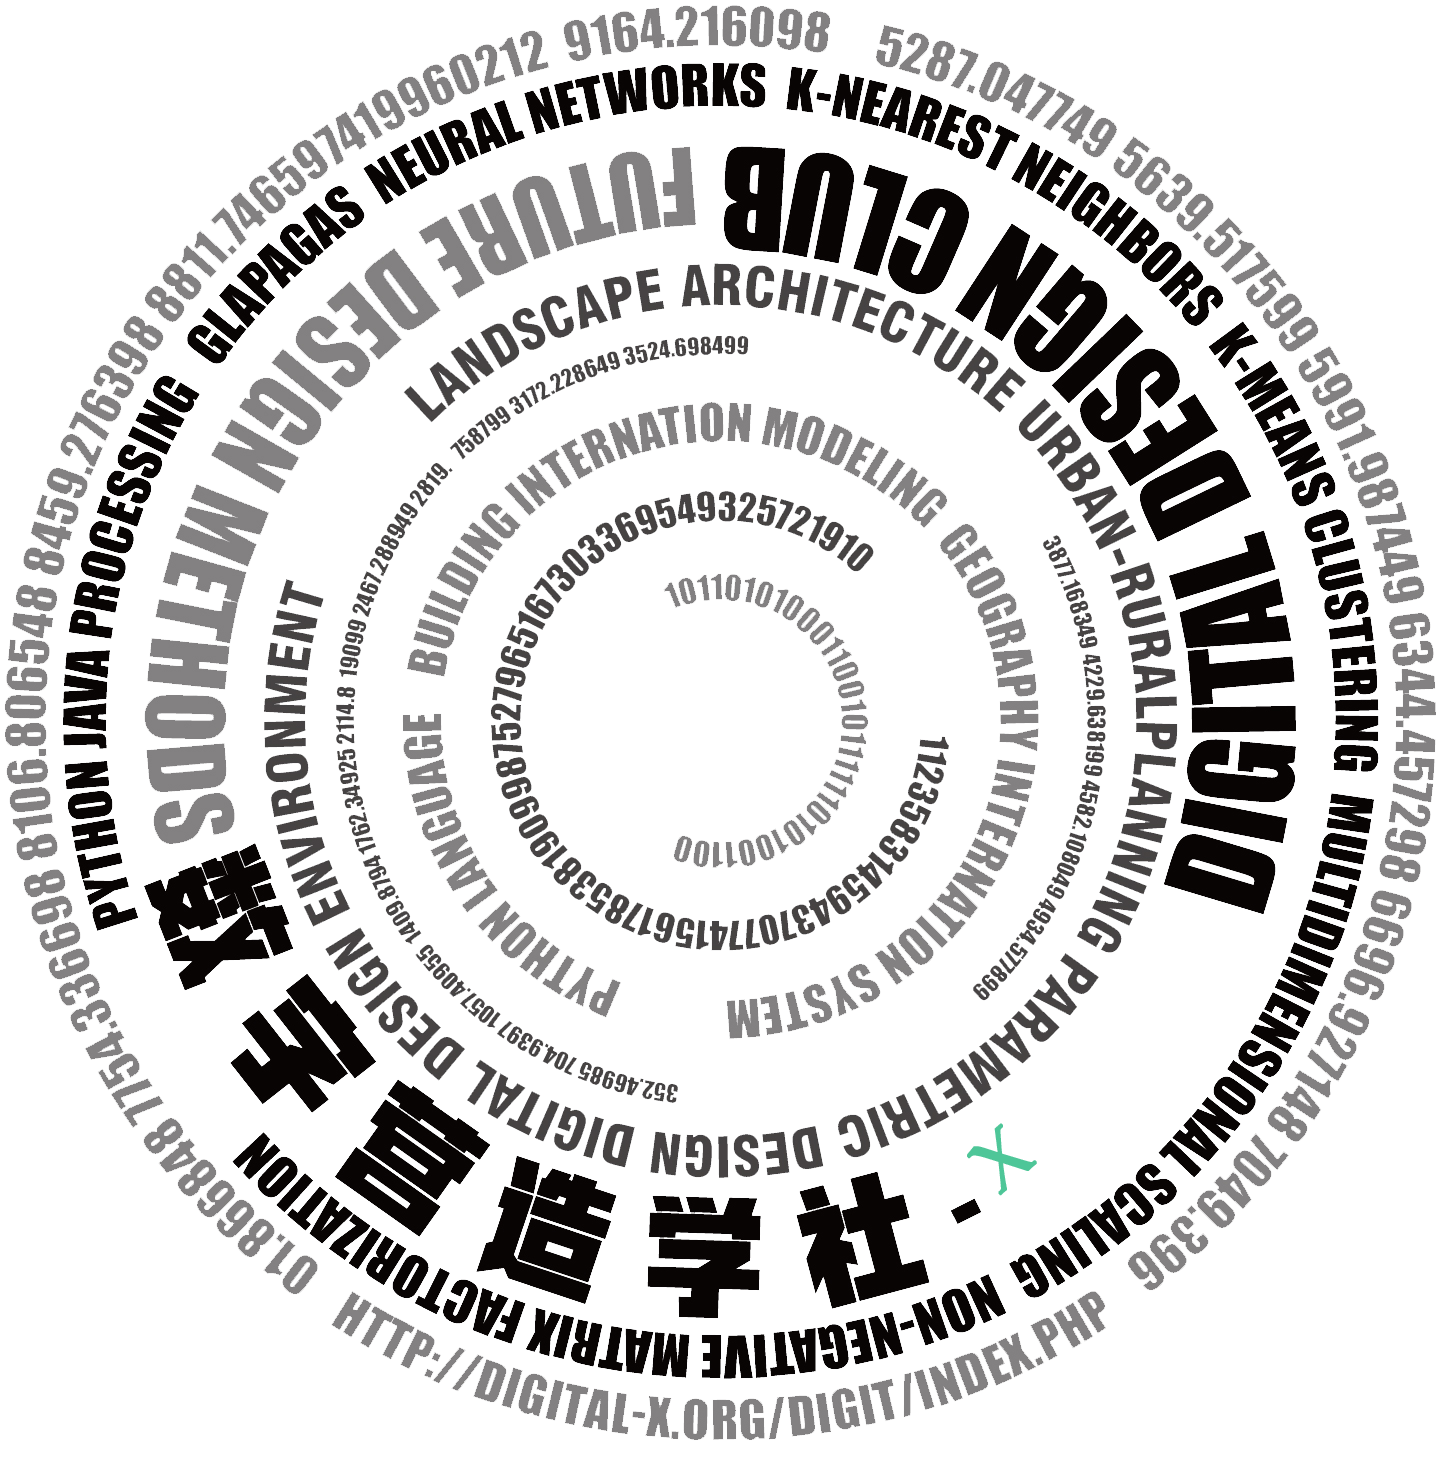 01.866848 7754.336698 8106.806548 8459.276398 8811.746597419960212 9164.216098 5287.047749 5639.517599 5991.987449 6344.457298 6696.927148 7049.396
HTTP://DIGITAL-X.ORG/DIGIT/INDEX.PHP
PYTHON JAVA PROCESSING GLAPAGAS NEURAL NETWORKS K-NEAREST NEIGHBORS K-MEANS CLUSTERING MULTIDIMENSIONAL SCALING NON-NEGATIVE MATRIX FACTORIZATION
FUTURE DESIGN METHODS
DIGITAL DESIGN CLUB
数字营造学社-X
LANDSCAPE ARCHITECTURE URBAN-RURALPLANNING PARAMETRIC DESIGN DIGITAL DESIGN ENVIRONMENT
352.46985 704.9397 1057.40955 1409.8794 1762.34925 2114.8 19099 2467.288949 2819. 758799 3172.228649 3524.698499
3877.168349 4229.638199 4582.108049 4934.577899
PYTHON LANGUAGE BUILDING INTERNATION MODELING GEOGRAPHY INTERNATION SYSTEM
1123583145943707741561785381909987527965167303369549325721910